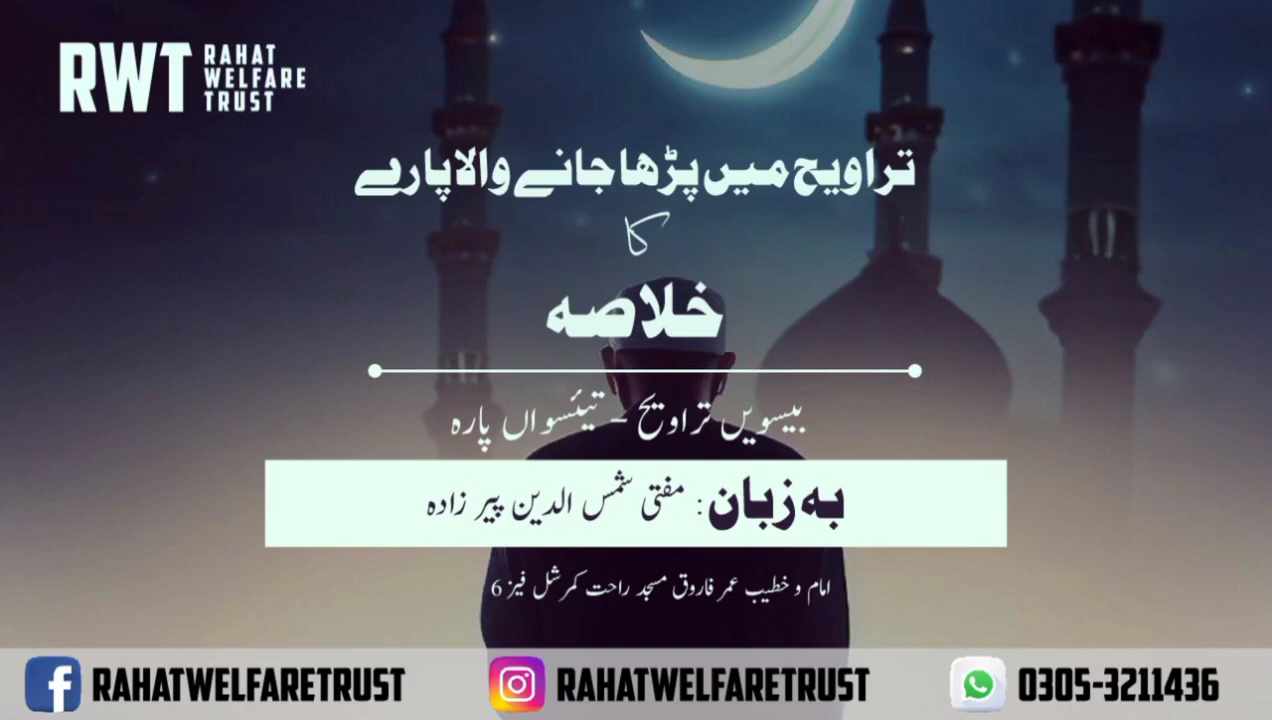 RWT RAHAT
WELFARE
TRUST
تراویح میں پڑھا جانے والا پارے
کا
خلاصہ
بیسویں تراویح - تیئسواں پارہ
بہ زبان : مفتی شمس الدین پیر زادہ
امام و خطیب عمر فاروق مسجد راحت کمرشل فیز 6
RAHATWELFARETRUST RAHATWELFARETRUST 0305-3211436